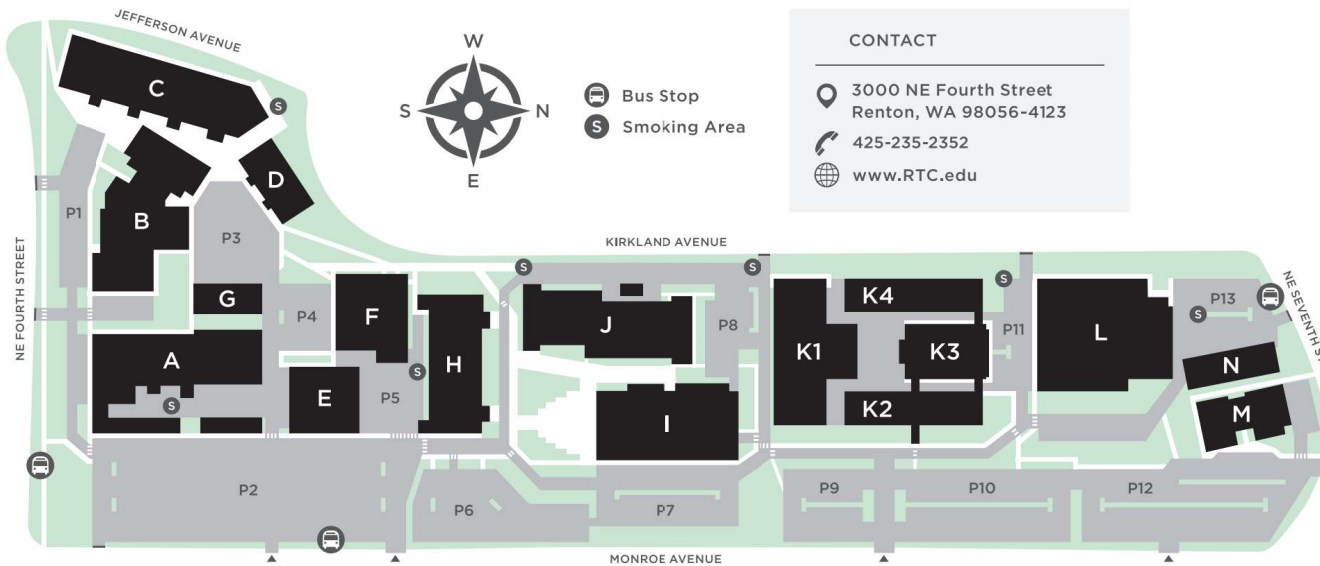 JEFFERSON AVENUE
C
S
W
S
N
E
Bus Stop
S
Smoking Area
CONTACT
3000 NE Fourth Street
Renton, WA 98056-4123
425-235-2352
www.RTC.edu
D
P1
B
P3
NE FOURTH STREET
KIRKLAND AVENUE
S
S
S
G
P4
F
H
J
P8
K4
K1
K3
K2
P11
L
P13
S
NE SEVENTH ST
N
M
A
S
E
P5
S
I
P2
P6
P7
P9
P10
P12
MONROE AVENUE